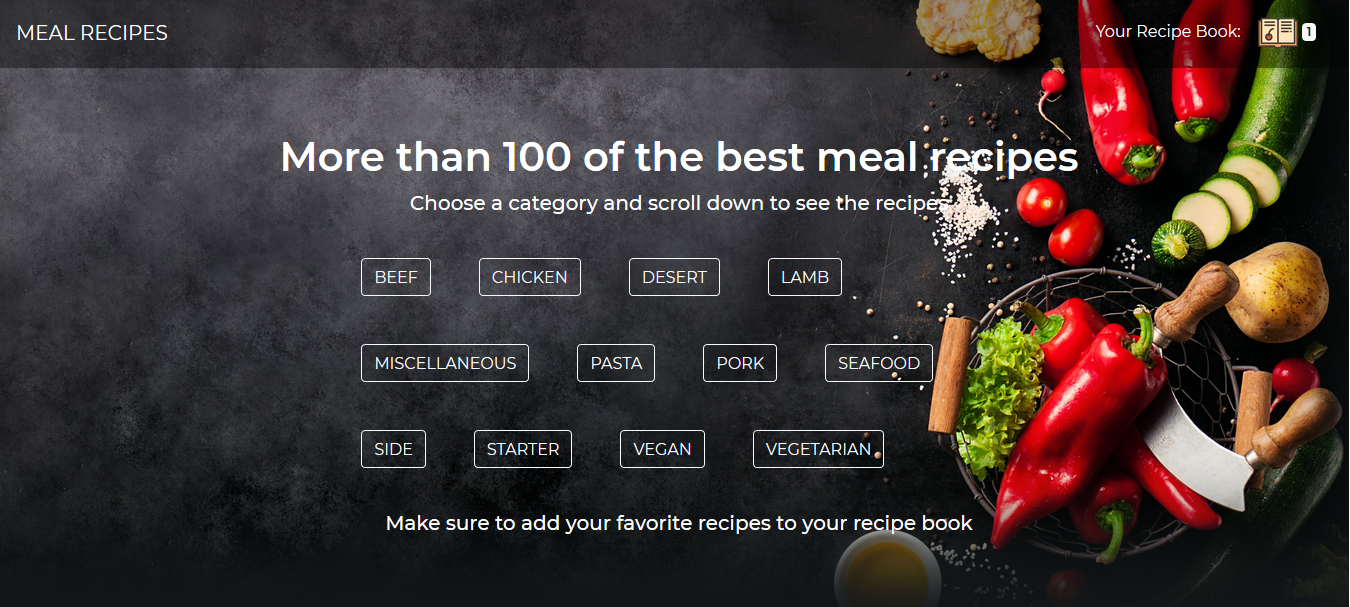 MEAL RECIPES
Your Recipe Book: 1
More than 100 of the best meal recipes
Choose a category and scroll down to see the recipes
BEEF CHICKEN DESERT LAMB
MISCELLANEOUS PASTA PORK SEAFOOD
SIDE STARTER VEGAN VEGETARIAN
Make sure to add your favorite recipes to your recipe book